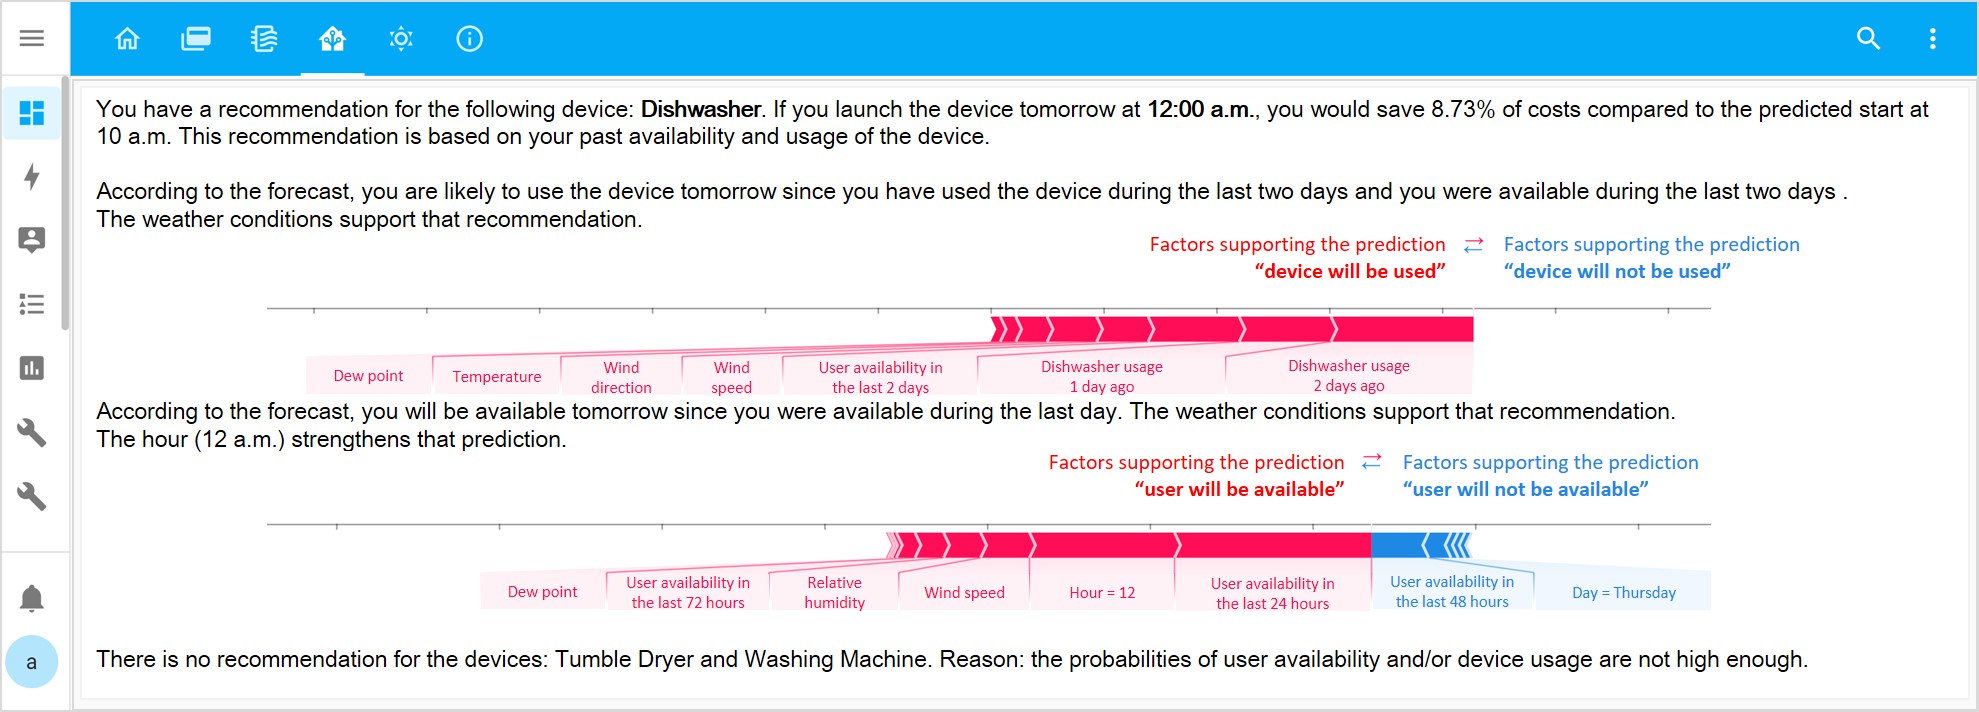 You have a recommendation for the following device: Dishwasher. If you launch the device tomorrow at 12:00 a.m., you would save 8.73% of costs compared to the predicted start at
10 a.m. This recommendation is based on your past availability and usage of the device.
According to the forecast, you are likely to use the device tomorrow since you have used the device during the last two days and you were available during the last two days .
The weather conditions support that recommendation.
Factors supporting the prediction ⇄ Factors supporting the prediction
“device will be used” “device will not be used”
Dew point
Temperature
Wind
direction
Wind
speed
User availability in
the last 2 days
Dishwasher usage
1 day ago
Dishwasher usage
2 days ago
According to the forecast, you will be available tomorrow since you were available during the last day. The weather conditions support that recommendation.
The hour (12 a.m.) strengthens that prediction.
Factors supporting the prediction ⇄ Factors supporting the prediction
“user will be available” “user will not be available”
Dew point
User availability in
the last 72 hours
Relative
humidity
Wind speed
Hour = 12
User availability in
the last 24 hours
User availability in
the last 48 hours
Day = Thursday
a
There is no recommendation for the devices: Tumble Dryer and Washing Machine. Reason: the probabilities of user availability and/or device usage are not high enough.